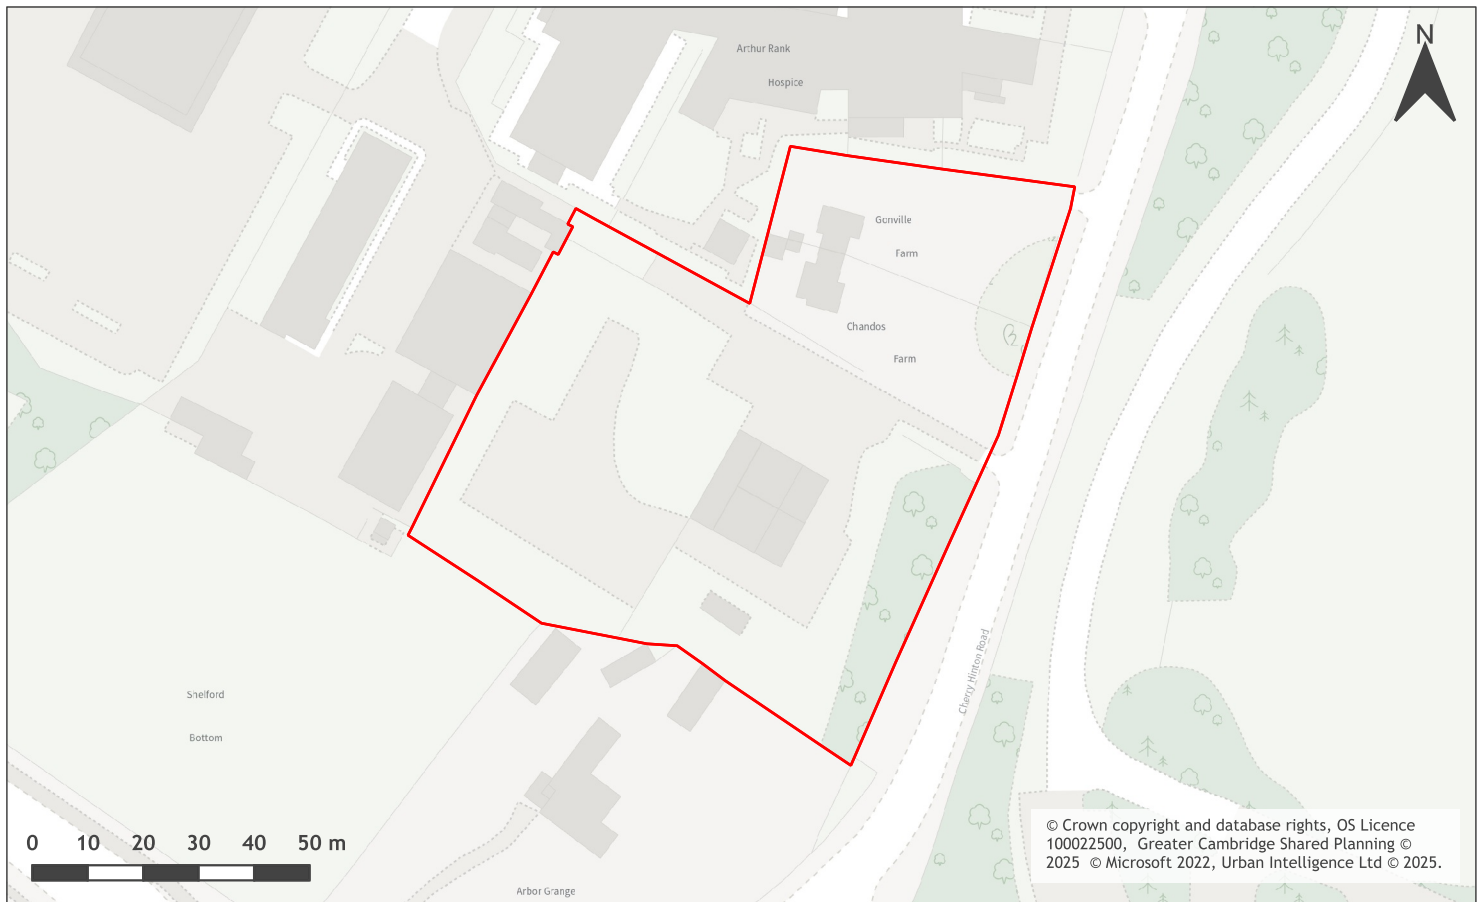 Arthur Rank
Hospice
N
Gonville
Farm
Chandos
Farm
Cherry Hinton Road
Shelford
Bottom
Arbor Grange
0 10 20 30 40 50 m
© Crown copyright and database rights, OS Licence
100022500, Greater Cambridge Shared Planning ©
2025 © Microsoft 2022, Urban Intelligence Ltd © 2025.